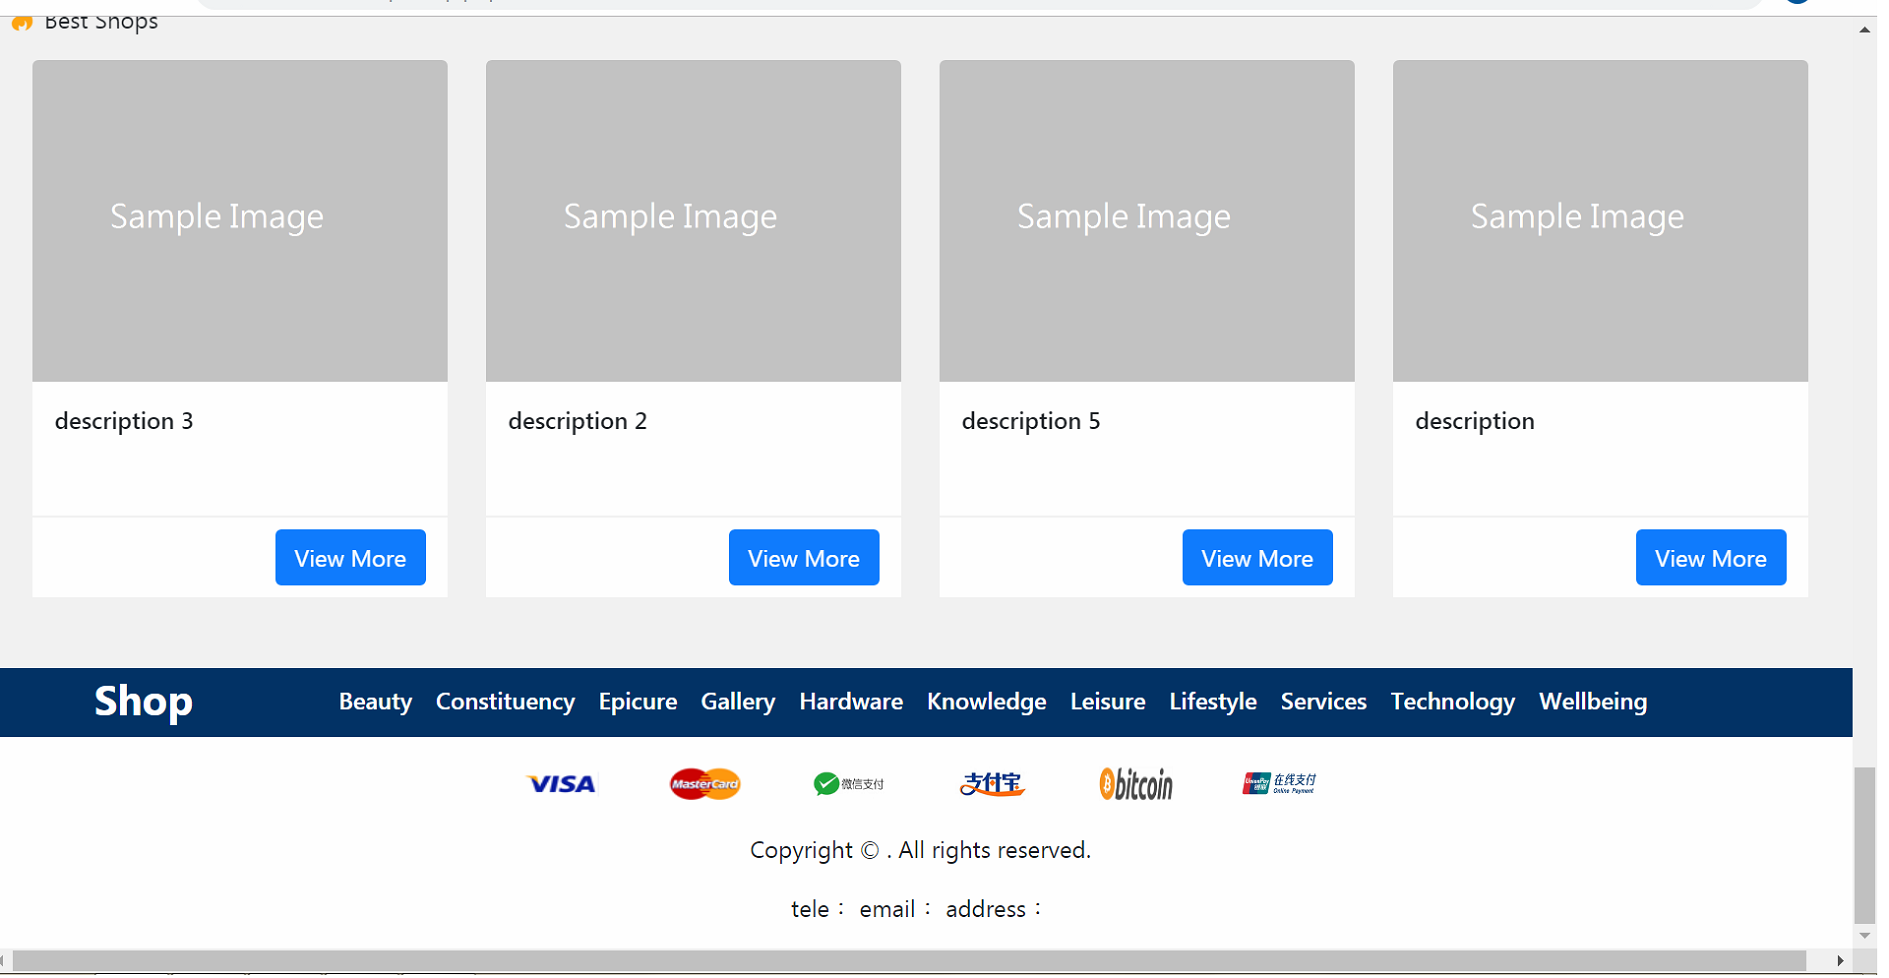 Best Shops
Sample Image
Sample Image
Sample Image
Sample Image
description 3
description 2
description 5
description
View More
View More
View More
View More
Shop
Beauty Constituency Epicure Gallery Hardware Knowledge Leisure Lifestyle Services Technology Wellbeing
VISA
MasterCard
微信支付
支付宝
bitcoin
UnionPay 银联 在线支付
Online Payment
Copyright © . All rights reserved.
tele： email： address：